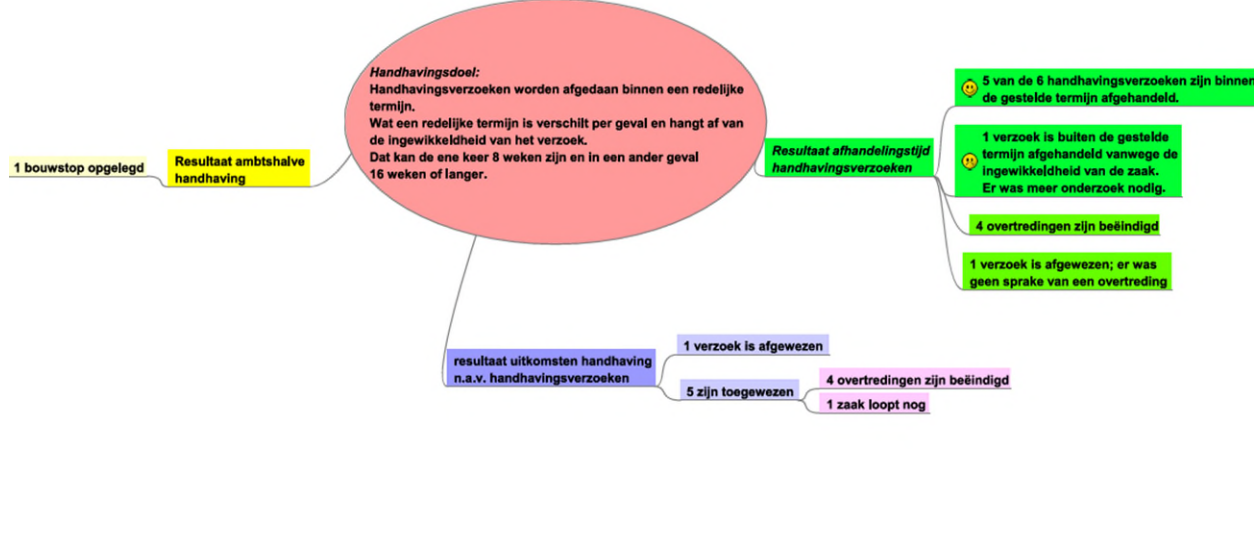 Handhavingsdoel:
Handhavingsverzoeken worden afgedaan binnen een redelijke
termijn.
Wat een redelijke termijn is verschilt per geval en hangt af van
de ingewikkeldheid van het verzoek.
Dat kan de ene keer 8 weken zijn en in een ander geval
16 weken of langer.
1 bouwstop opgelegd
Resultaat ambtshalve
handhaving
Resultaat afhandelingstijd
handhavingsverzoeken
5 van de 6 handhavingsverzoeken zijn binnen
de gestelde termijn afgehandeld.
1 verzoek is buiten de gestelde
termijn afgehandeld vanwege de
ingewikkeldheid van de zaak.
Er was meer onderzoek nodig.
4 overtredingen zijn beëindigd
1 verzoek is afgewezen; er was
geen sprake van een overtreding
resultaat uitkomsten handhaving
n.a.v. handhavingsverzoeken
1 verzoek is afgewezen
5 zijn toegewezen
4 overtredingen zijn beëindigd
1 zaak loopt nog